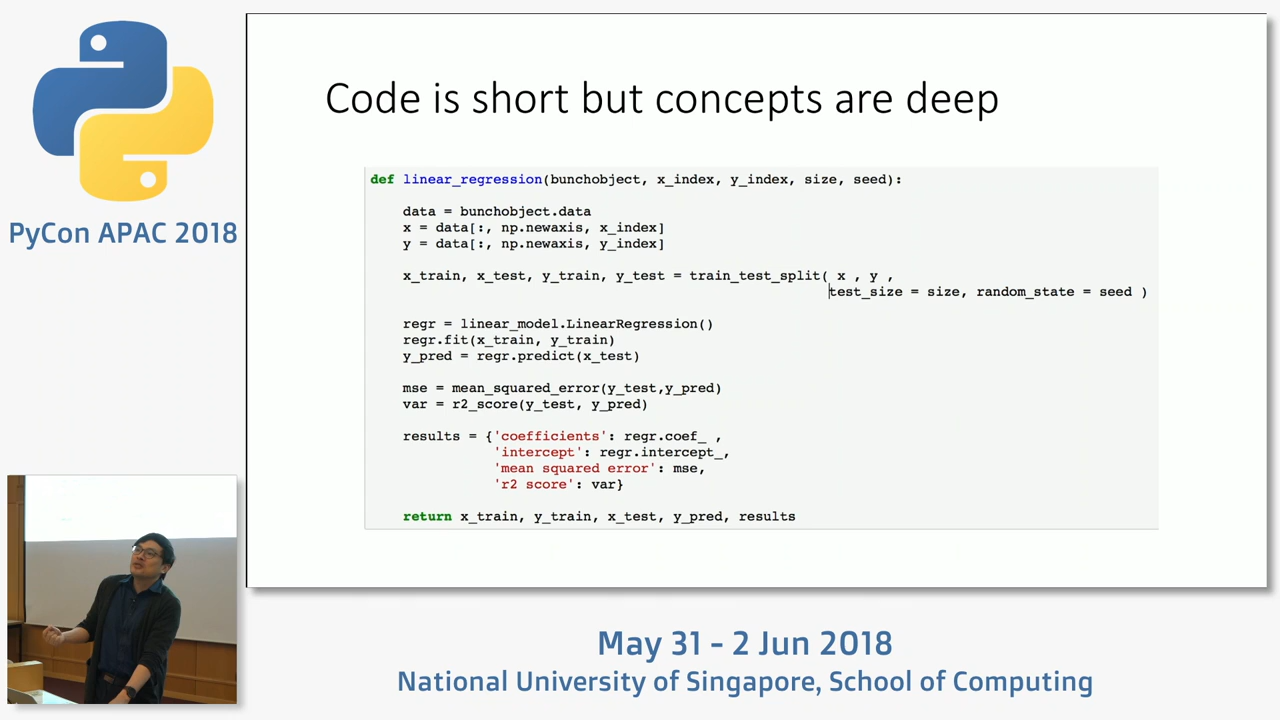 PyCon APAC 2018
Code is short but concepts are deep
def linear_regression(bunchobject, x_index, y_index, size, seed):
data = bunchobject.data
x = data[:, np.newaxis, x_index]
y = data[:, np.newaxis, y_index]
x_train, x_test, y_train, y_test = train_test_split( x , y ,
test_size = size, random_state = seed )
regr = linear_model.LinearRegression()
regr.fit(x_train, y_train)
y_pred = regr.predict(x_test)
mse = mean_squared_error(y_test,y_pred)
var = r2_score(y_test, y_pred)
results = {'coefficients': regr.coef_ ,
'intercept': regr.intercept_,
'mean squared error': mse,
'r2 score': var}
return x_train, y_train, x_test, y_pred, results
May 31 - 2 Jun 2018
National University of Singapore, School of Computing